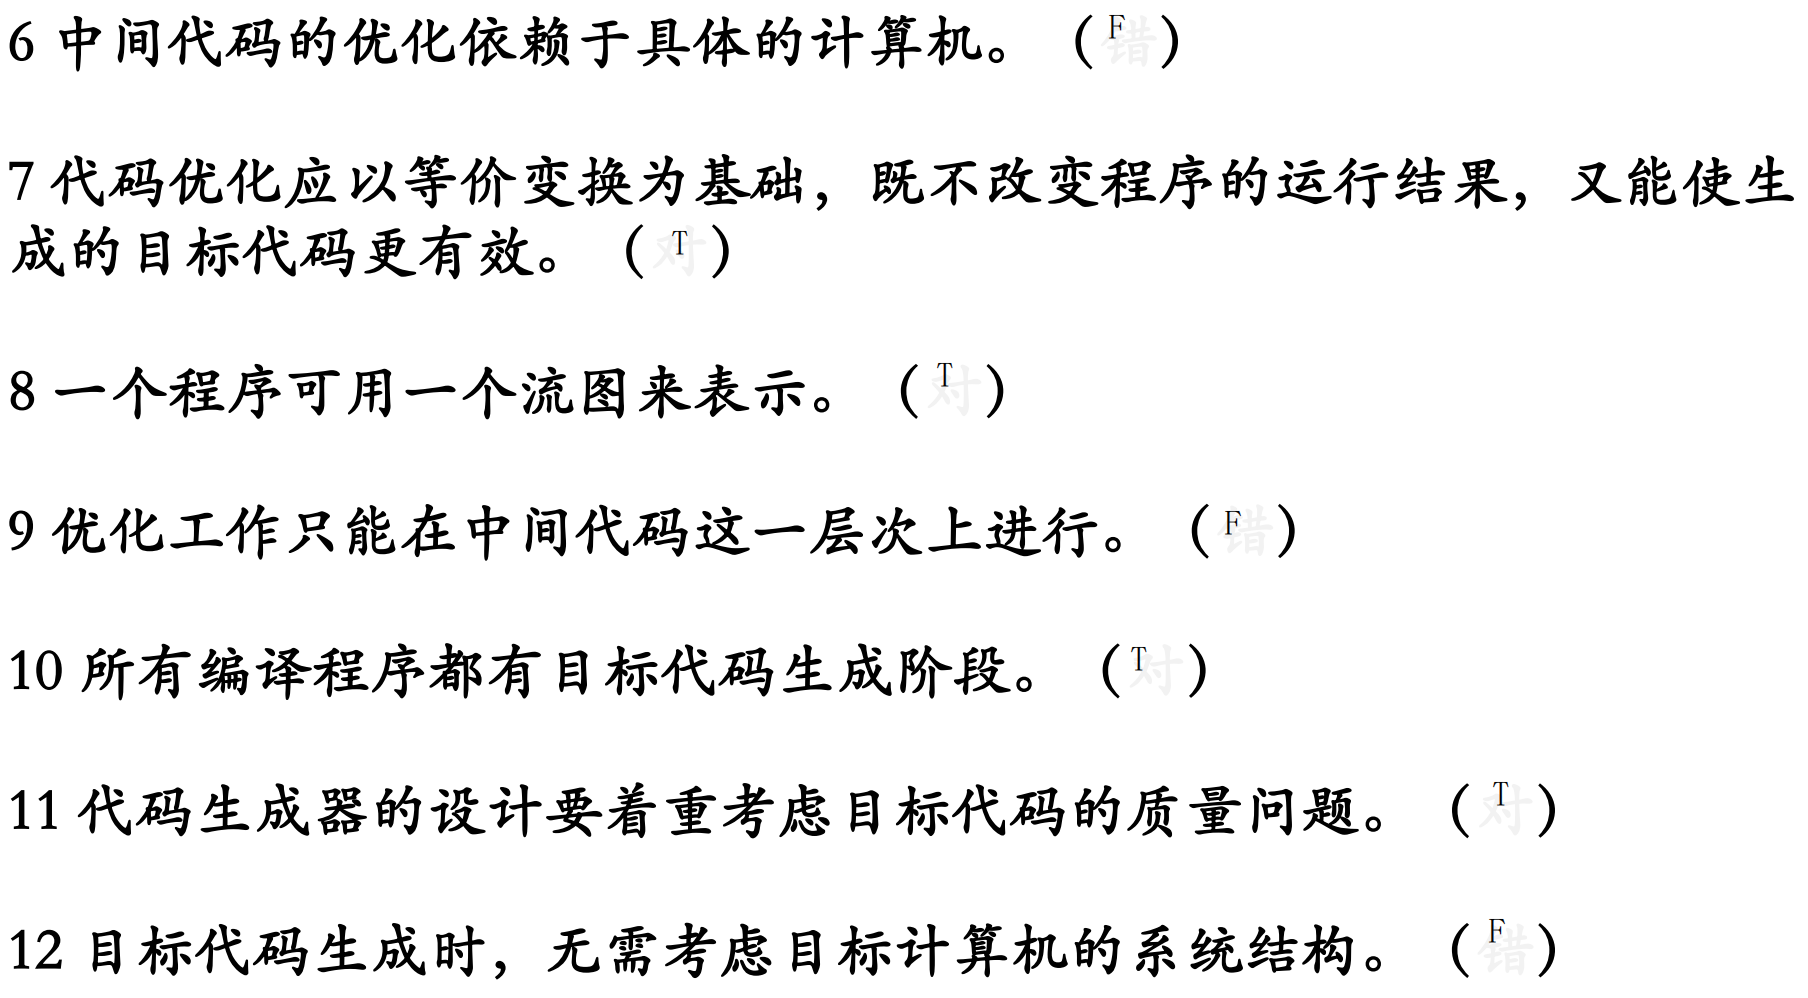 6 中间代码的优化依赖于具体的计算机。（F错）
7 代码优化应以等价变换为基础，既不改变程序的运行结果，又能使生
成的目标代码更有效。（对T）
8 一个程序可用一个流图来表示。（T对）
9 优化工作只能在中间代码这一层次上进行。（F错）
10 所有编译程序都有目标代码生成阶段。（T对）
11 代码生成器的设计要着重考虑目标代码的质量问题。（T对）
12 目标代码生成时，无需考虑目标计算机的系统结构。（F错）